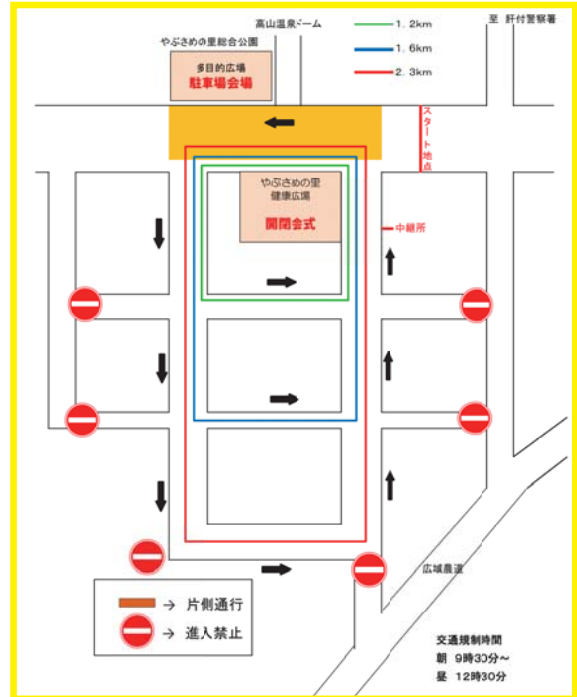 高山温泉ドーム
至 肝付警察署
1.2km
1.6km
2.3km
やぶさめの里総合公園
多目的広場
駐車場会場
スタート地点
やぶさめの里
健康広場
開閉会式
中継所
広域農道
→ 片側通行
→ 進入禁止
交通規制時間
朝 9時30分～
昼 12時30分